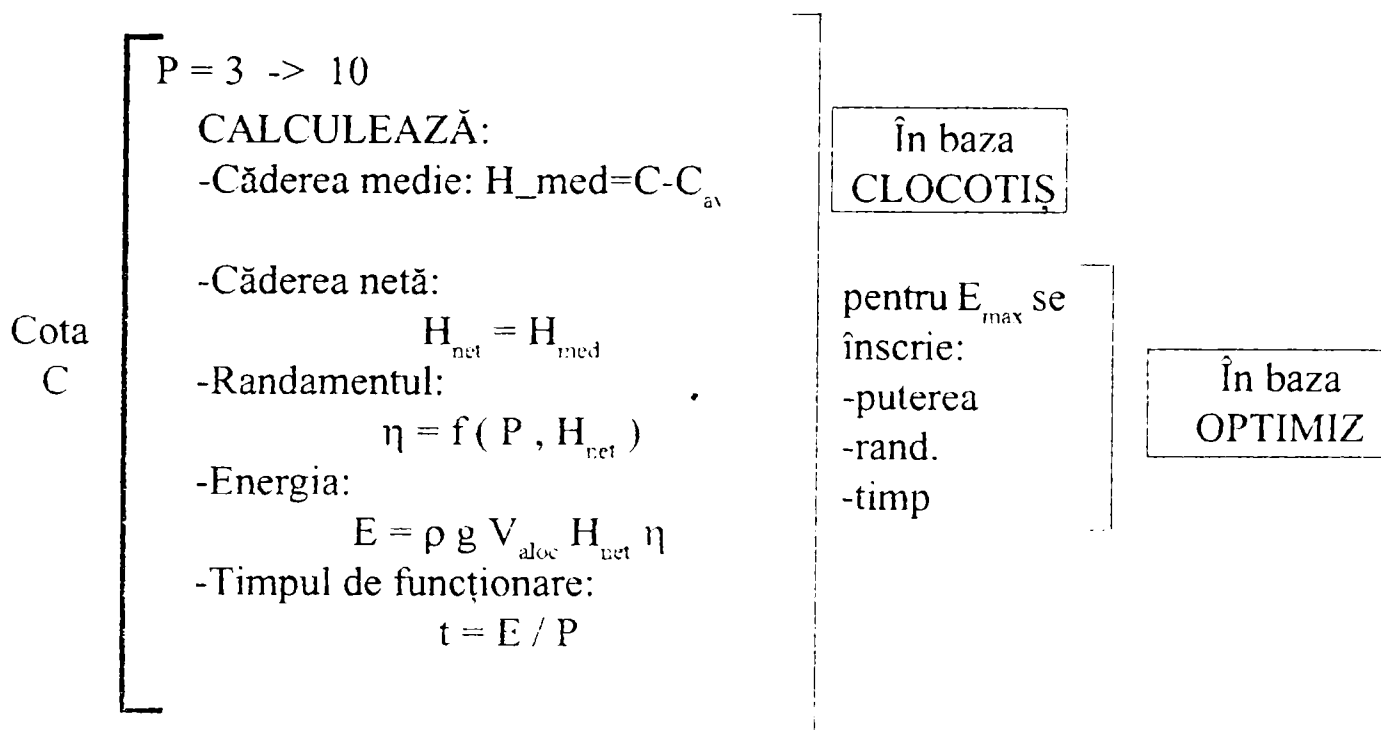 Cota
C
P = 3 -> 10
CALCULEAZĂ:
-Căderea medie: H_med=C-C_av
-Căderea netă:
H_net = H_med
-Randamentul:
η = f ( P , H_net )
-Energia:
E = ρ g V_aloc H_net η
-Timpul de funcționare:
t = E / P
În baza
CLOCOTIȘ
pentru E_max se
înscrie:
-puterea
-rand.
-timp
În baza
OPTIMIZ